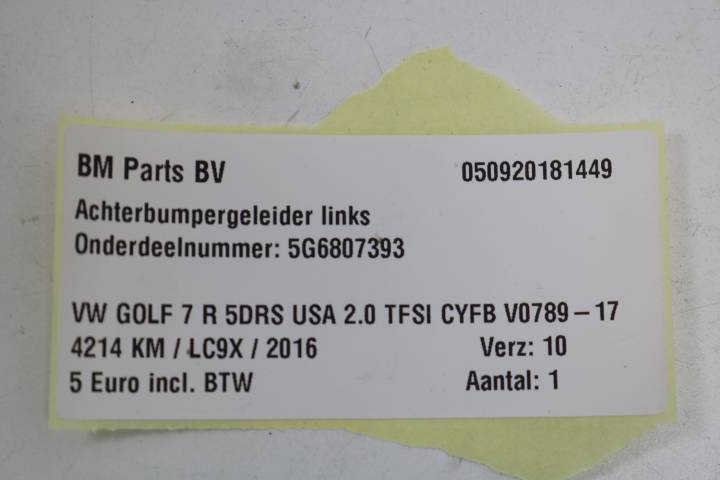 BM Parts BV 050920181449
Achterbumpergeleider links
Onderdeelnummer: 5G6807393
VW GOLF 7 R 5DRS USA 2.0 TFSI CYFB V0789-17
4214 KM / LC9X / 2016 Verz: 10
5 Euro incl. BTW Aantal: 1